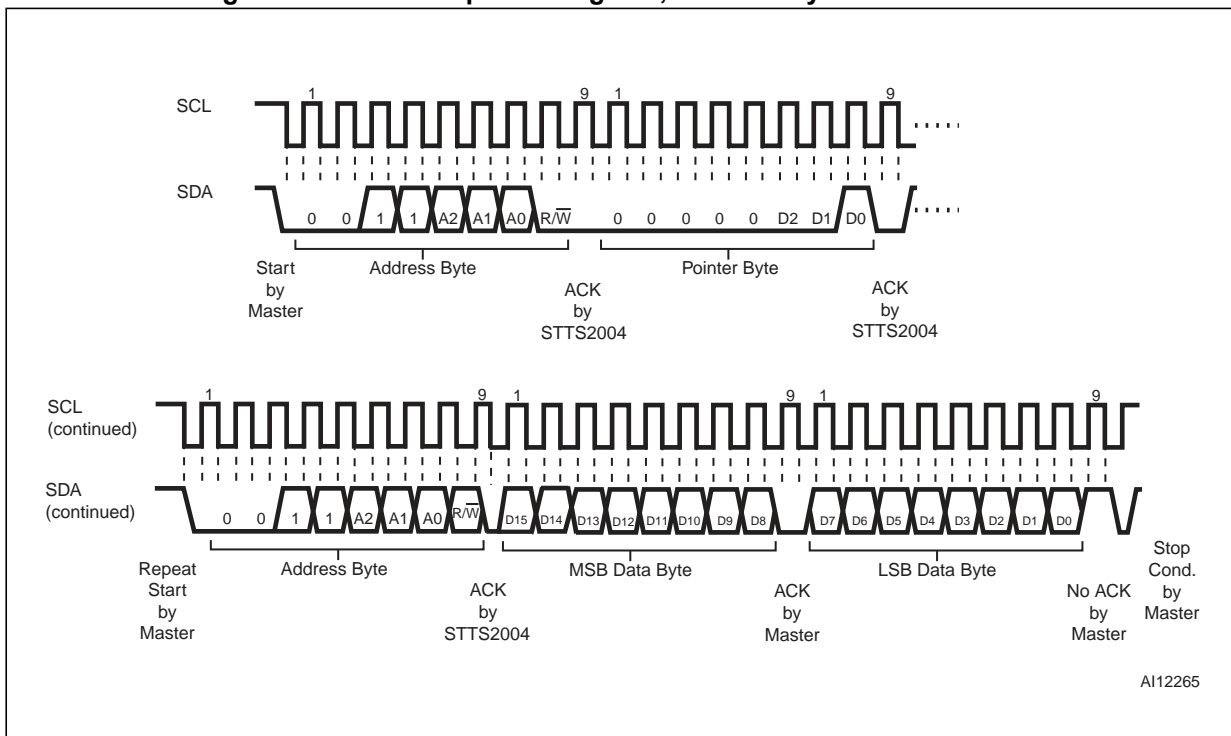 SCL
1 9 1 9
SDA
0 0 1 1 A2 A1 A0 R/W 0 0 0 0 0 D2 D1 D0
Address Byte Pointer Byte
Start
by
Master
ACK
by
STTS2004
ACK
by
STTS2004
SCL
(continued)
1 9 1 9 1 9
SDA
(continued)
0 0 1 1 A2 A1 A0 R/W D15 D14 D13 D12 D11 D10 D9 D8 D7 D6 D5 D4 D3 D2 D1 D0
Address Byte MSB Data Byte LSB Data Byte
Repeat
Start
by
Master
ACK
by
STTS2004
ACK
by
Master
No ACK
by
Master
Stop
Cond.
by
Master
AI12265